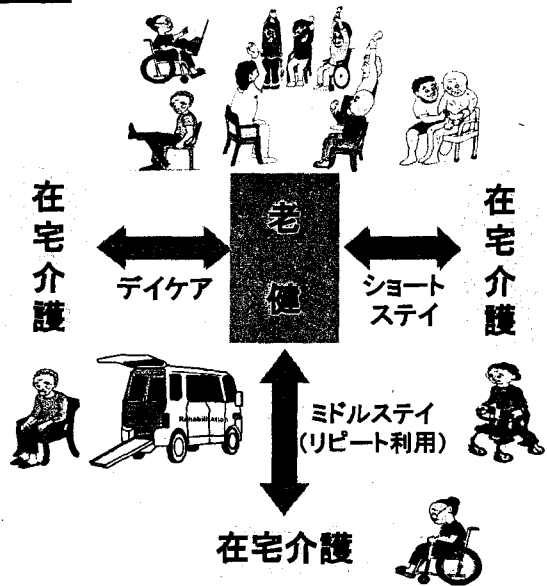 老健
在宅介護
デイケア
ショート
ステイ
在宅介護
Rehabilitation
ミドルステイ
(リピート利用)
在宅介護